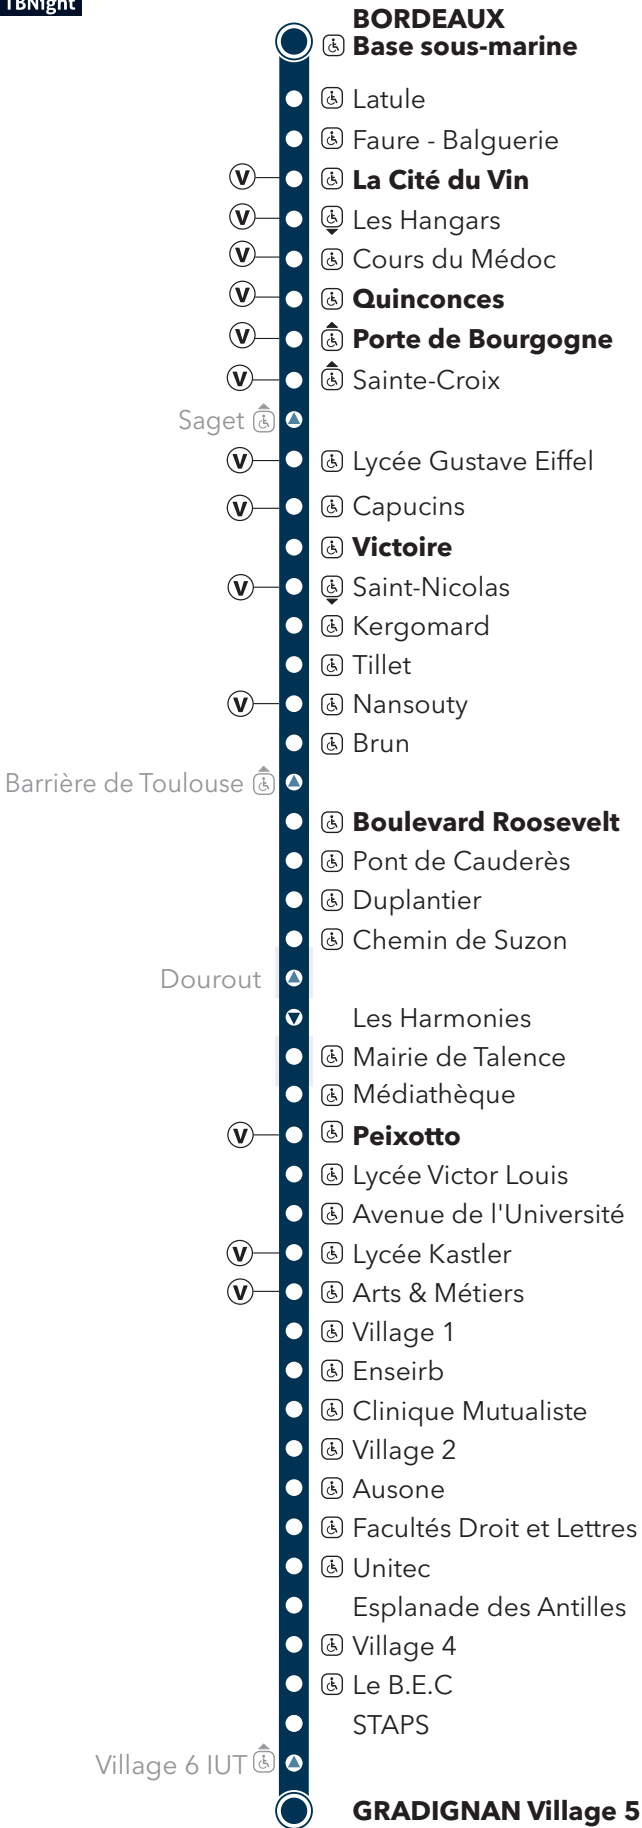 TBNight
BORDEAUX
Base sous-marine
Latule
Faure - Balguerie
V La Cité du Vin
V Les Hangars
V Cours du Médoc
V Quinconces
V Porte de Bourgogne
V Sainte-Croix
Saget
V Lycée Gustave Eiffel
V Capucins
Victoire
V Saint-Nicolas
Kergomard
Tillet
V Nansouty
Brun
Barrière de Toulouse
Boulevard Roosevelt
Pont de Cauderès
Duplantier
Chemin de Suzon
Dourout
Les Harmonies
Mairie de Talence
Médiathèque
V Peixotto
Lycée Victor Louis
Avenue de l'Université
V Lycée Kastler
V Arts & Métiers
Village 1
Enseirb
Clinique Mutualiste
Village 2
Ausone
Facultés Droit et Lettres
Unitec
Esplanade des Antilles
Village 4
Le B.E.C
STAPS
Village 6 IUT
GRADIGNAN Village 5